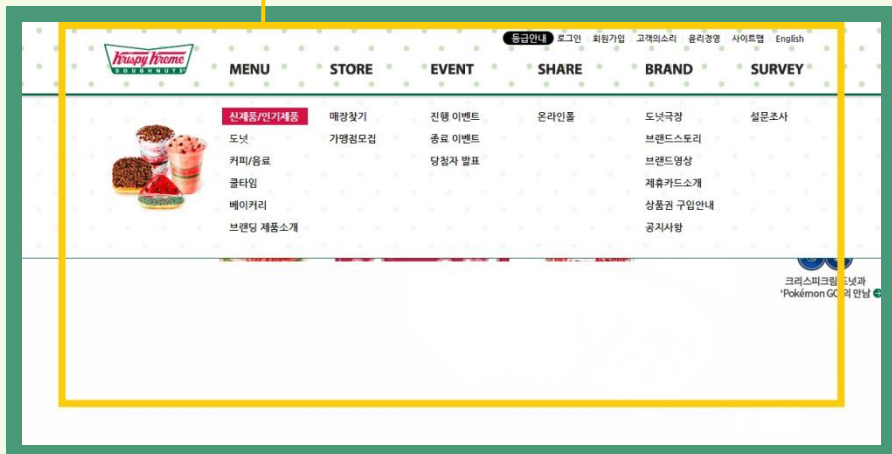 등급안내 로그인 회원가입 고객의소리 윤리경영 사이트맵 English
Krispy Kreme
DOUGHNUTS
MENU STORE EVENT SHARE BRAND SURVEY
신제품/인기제품 매장찾기 진행 이벤트 온라인몰 도넛극장 설문조사
도넛 가맹점모집 종료 이벤트 브랜드스토리
커피/음료 당첨자 발표 브랜드영상
쿨타임 제휴카드소개
베이커리 상품권 구입안내
브랜딩 제품소개 공지사항
크리스피크림 도넛과
'Pokémon GO'의 만남